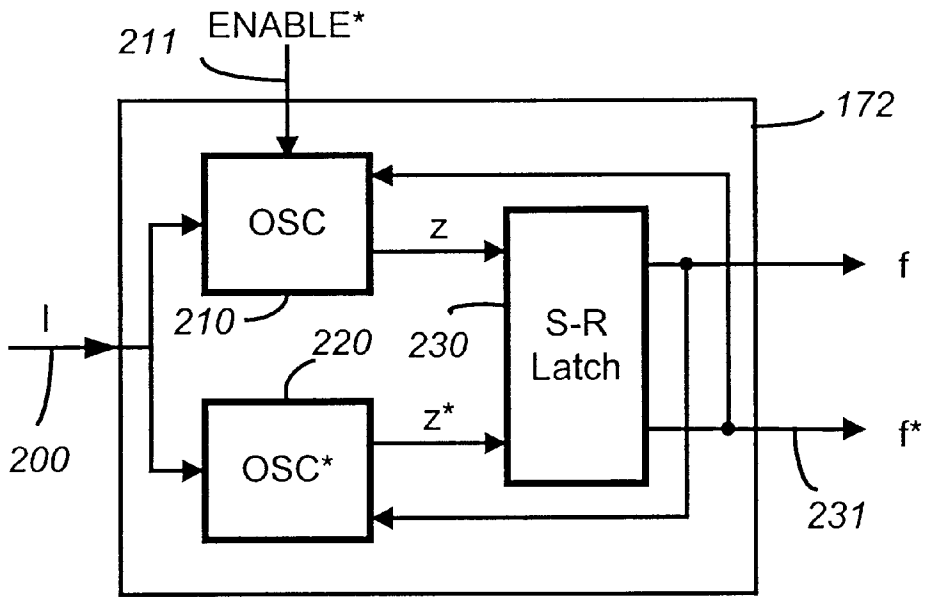 ENABLE*
211
172
OSC
z
f
210
I
S-R
Latch
230
220
200
z*
OSC*
f*
231